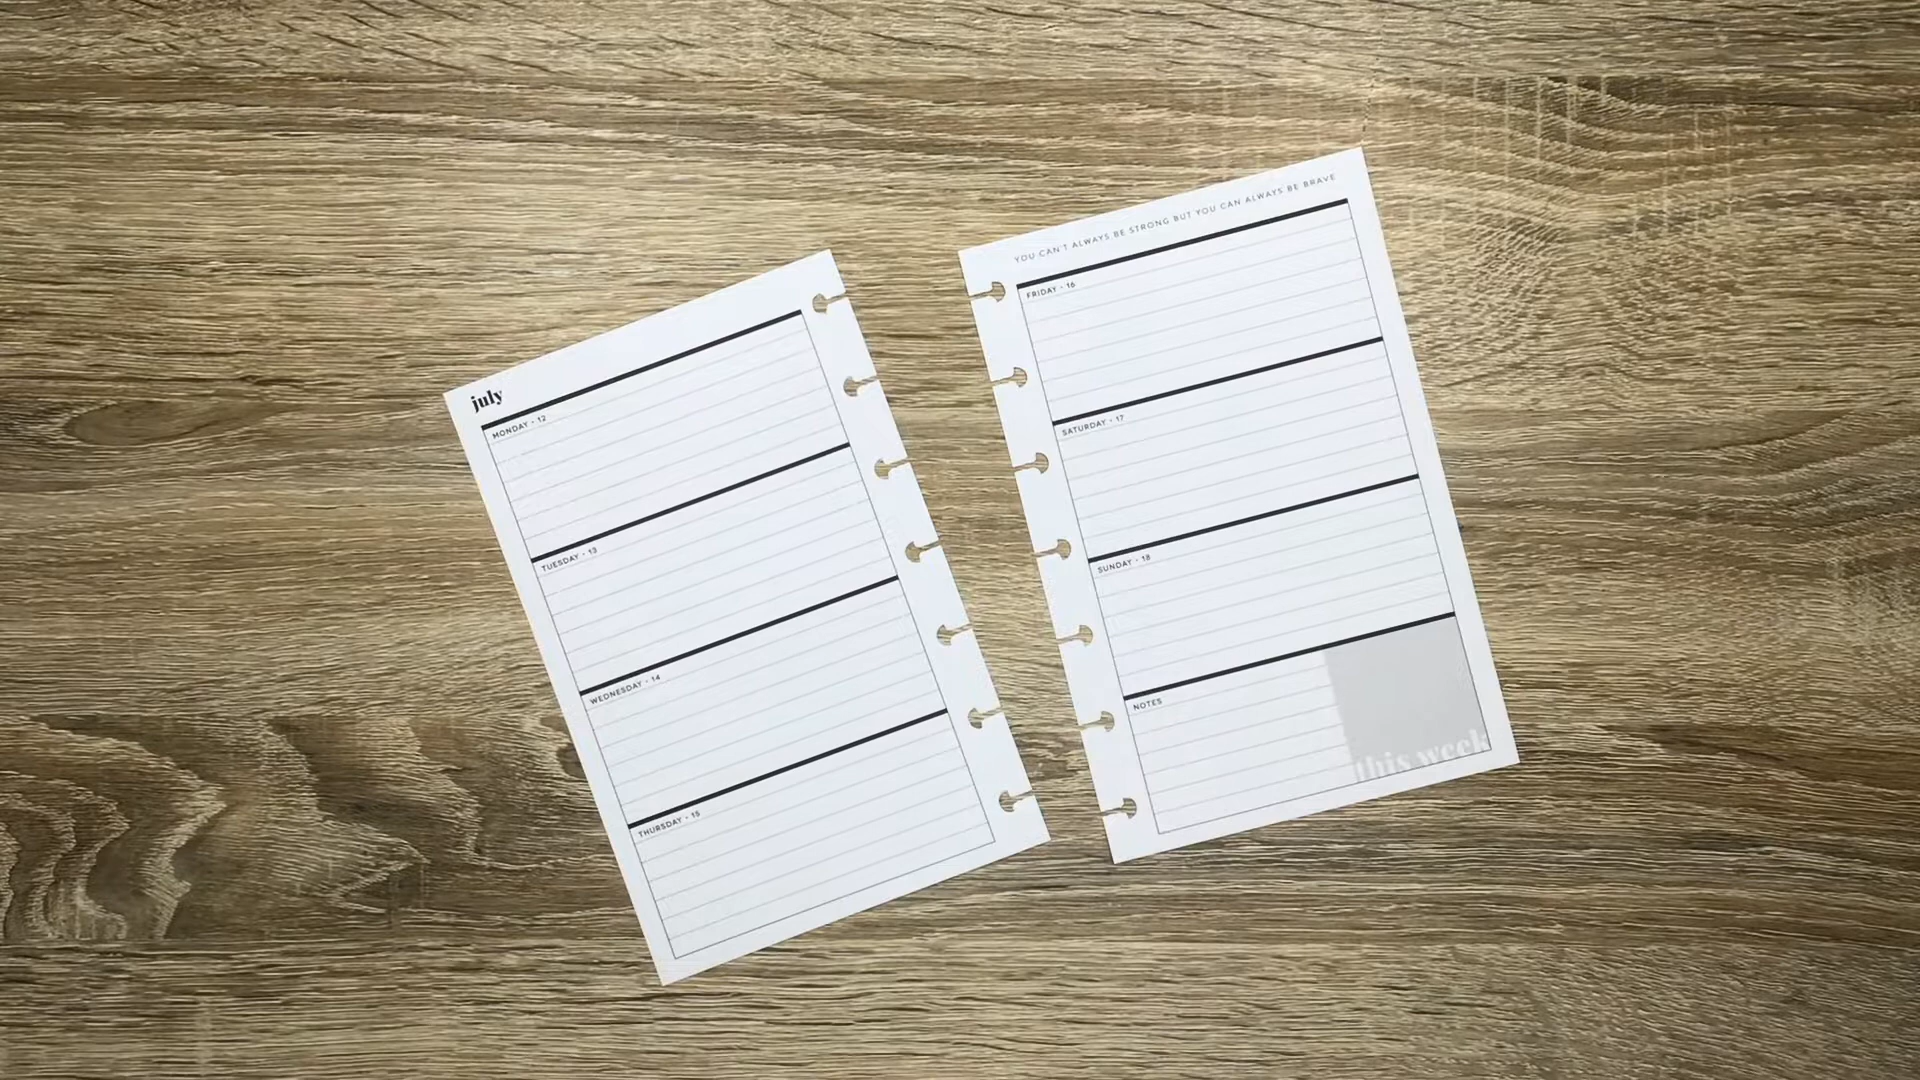 july
MONDAY • 12
TUESDAY • 13
WEDNESDAY • 14
THURSDAY • 15
YOU CAN'T ALWAYS BE STRONG BUT YOU CAN ALWAYS BE BRAVE
FRIDAY • 16
SATURDAY • 17
SUNDAY • 18
NOTES
this week